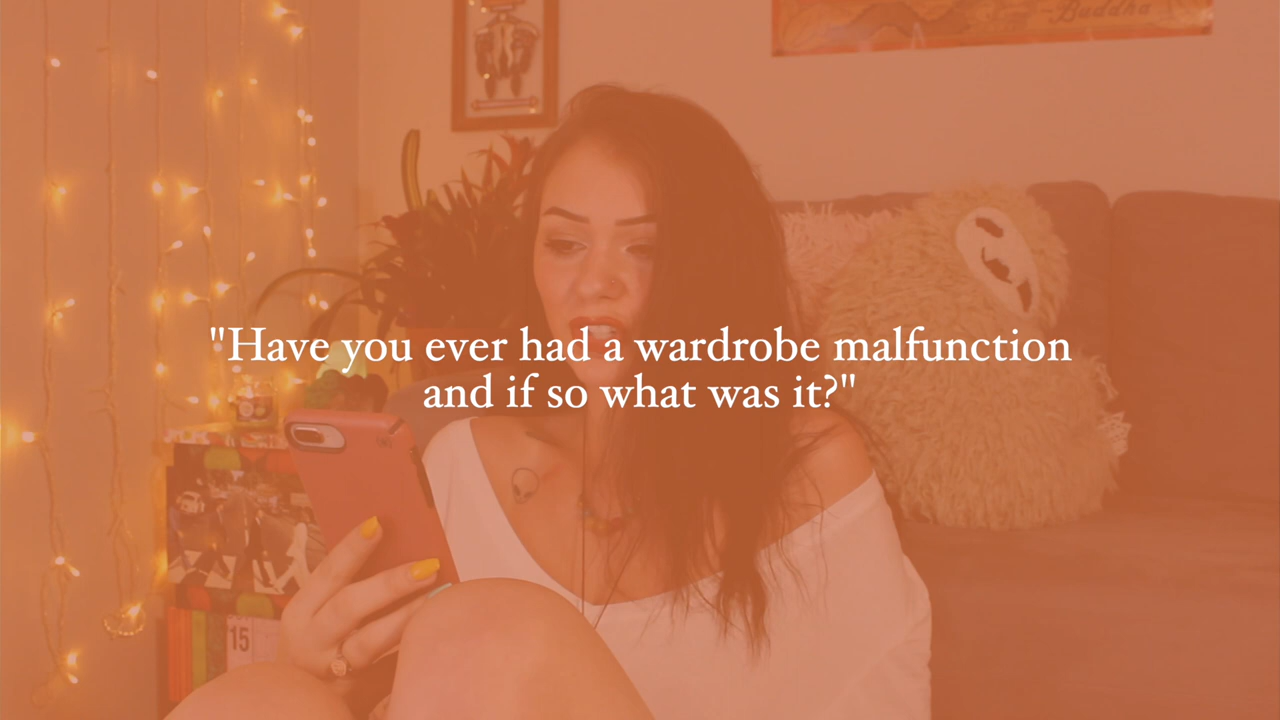 Buddha
"Have you ever had a wardrobe malfunction
and if so what was it?"
15